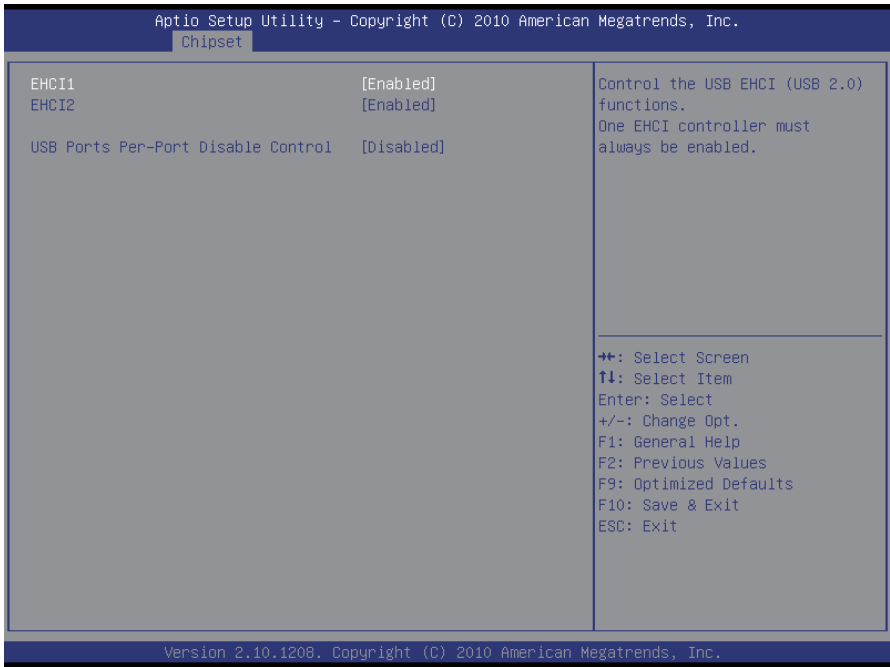 Aptio Setup Utility – Copyright (C) 2010 American Megatrends, Inc.
Chipset
EHCI1 [Enabled]
EHCI2 [Enabled]
USB Ports Per-Port Disable Control [Disabled]
Control the USB EHCI (USB 2.0)
functions.
One EHCI controller must
always be enabled.
→←: Select Screen
↑↓: Select Item
Enter: Select
+/-: Change Opt.
F1: General Help
F2: Previous Values
F9: Optimized Defaults
F10: Save & Exit
ESC: Exit
Version 2.10.1208. Copyright (C) 2010 American Megatrends, Inc.